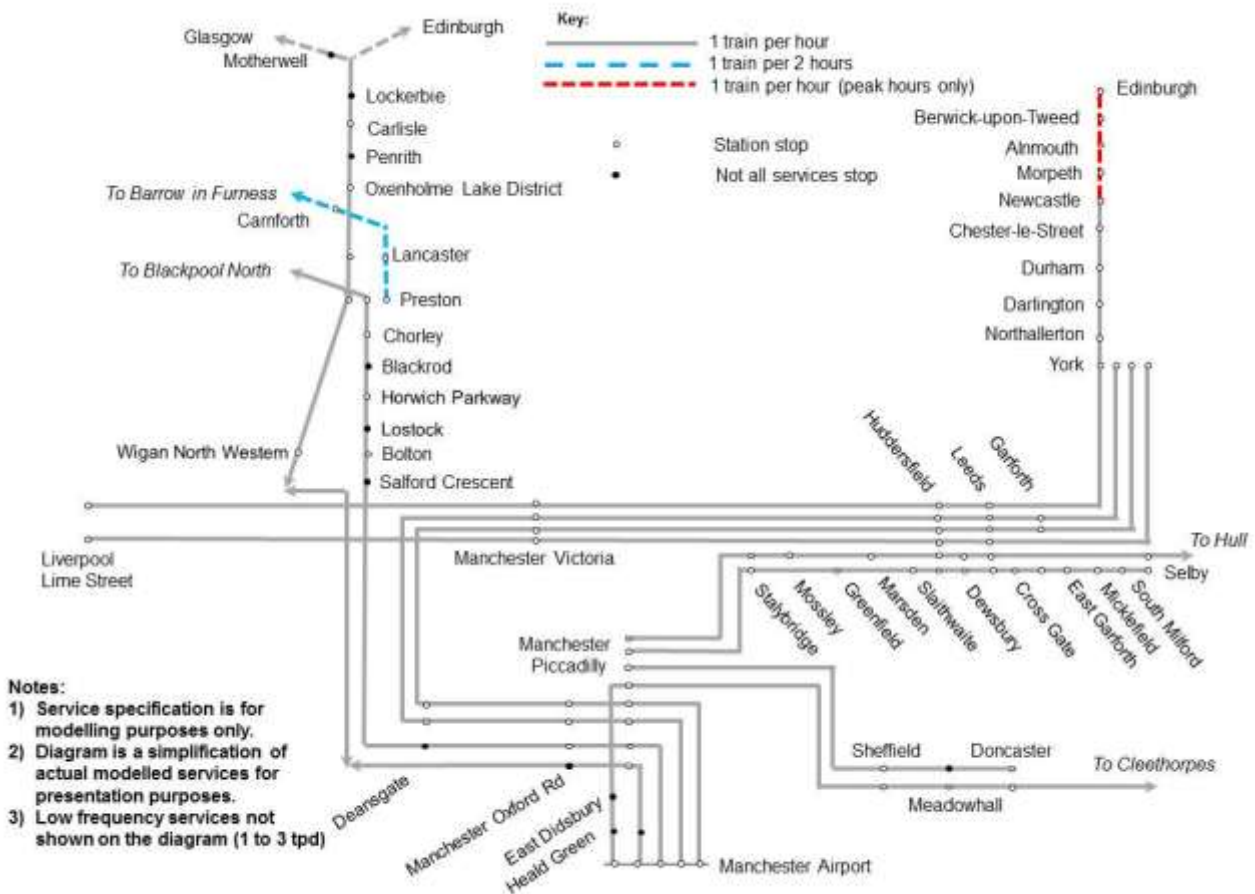 Key:
1 train per hour
1 train per 2 hours
1 train per hour (peak hours only)
Station stop
Not all services stop
Glasgow
Edinburgh
Motherwell
Lockerbie
Carlisle
Penrith
Oxenholme Lake District
To Barrow in Furness
Carnforth
Lancaster
To Blackpool North
Preston
Chorley
Blackrod
Horwich Parkway
Lostock
Wigan North Western
Bolton
Salford Crescent
Edinburgh
Berwick-upon-Tweed
Alnmouth
Morpeth
Newcastle
Chester-le-Street
Durham
Darlington
Northallerton
York
Huddersfield
Leeds
Garforth
Liverpool
Lime Street
Manchester Victoria
To Hull
Selby
Stalybridge
Mossley
Greenfield
Marsden
Slaithwaite
Dewsbury
Cross Gate
East Garforth
Micklefield
South Milford
Manchester
Piccadilly
Sheffield
Doncaster
To Cleethorpes
Meadowhall
Deansgate
Manchester Oxford Rd
East Didsbury
Heald Green
Manchester Airport
Notes:
1) Service specification is for
modelling purposes only.
2) Diagram is a simplification of
actual modelled services for
presentation purposes.
3) Low frequency services not
shown on the diagram (1 to 3 tpd)